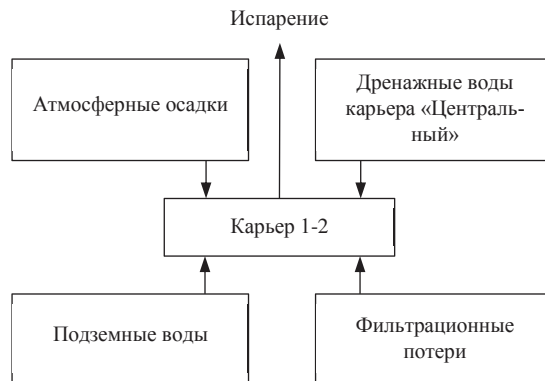 Испарение
Атмосферные осадки
Дренажные воды
карьера «Централь-
ный»
Карьер 1-2
Подземные воды
Фильтрационные
потери